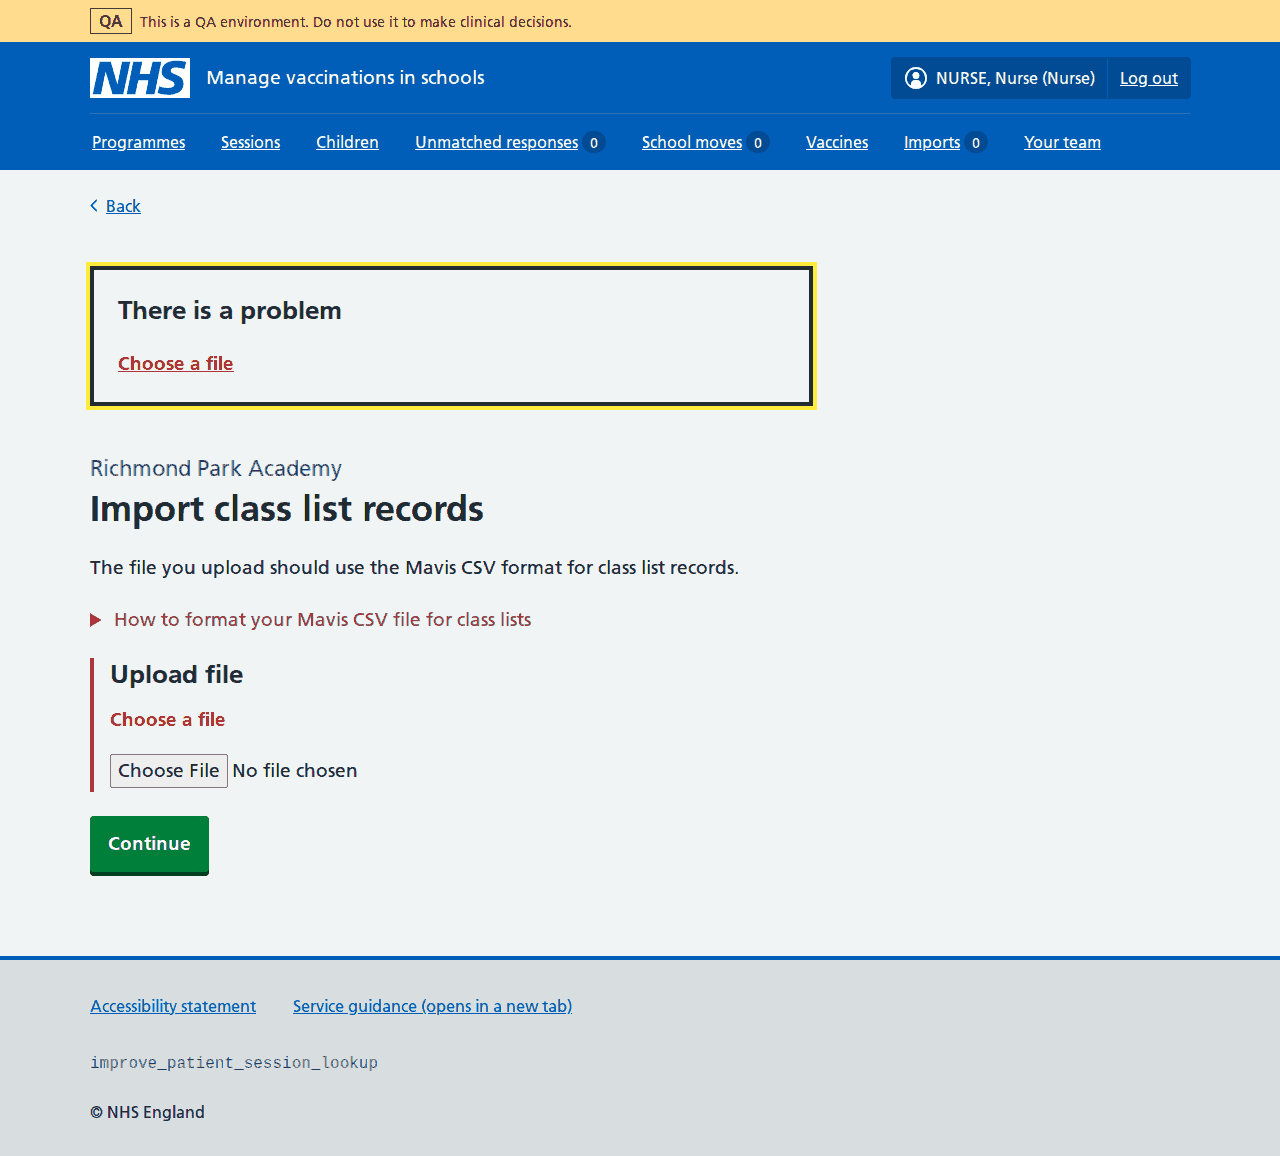 QA This is a QA environment. Do not use it to make clinical decisions.
NHS Manage vaccinations in schools NURSE, Nurse (Nurse) Log out
Programmes Sessions Children Unmatched responses 0 School moves 0 Vaccines Imports 0 Your team
Back
There is a problem
Choose a file
Richmond Park Academy
Import class list records
The file you upload should use the Mavis CSV format for class list records.
How to format your Mavis CSV file for class lists
Upload file
Choose a file
Choose File No file chosen
Continue
Accessibility statement Service guidance (opens in a new tab)
improve_patient_session_lookup
© NHS England